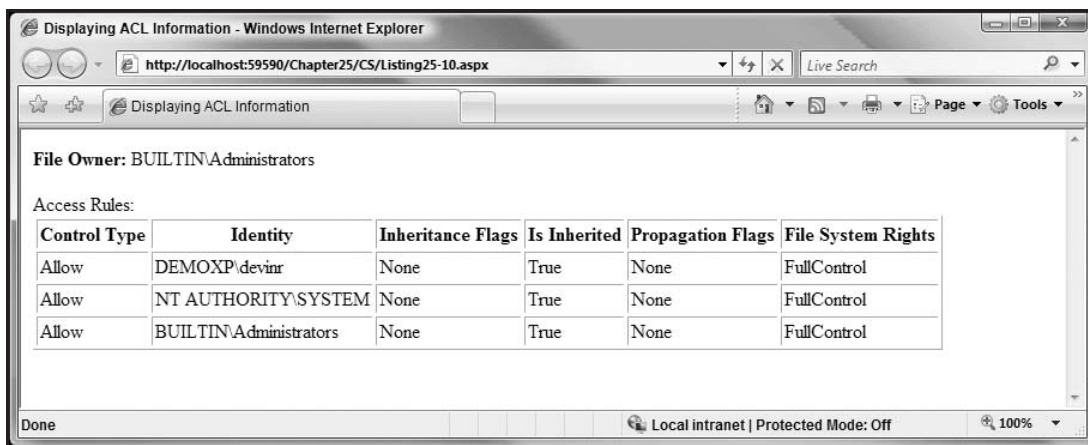 Displaying ACL Information - Windows Internet Explorer
http://localhost:59590/Chapter25/CS/Listing25-10.aspx
Live Search
Displaying ACL Information
Page
Tools
File Owner: BUILTIN\Administrators
Access Rules:
Control Type Identity Inheritance Flags Is Inherited Propagation Flags File System Rights
Allow DEMOXP\devinr None True None FullControl
Allow NT AUTHORITY\SYSTEM None True None FullControl
Allow BUILTIN\Administrators None True None FullControl
Done
Local intranet | Protected Mode: Off
100%